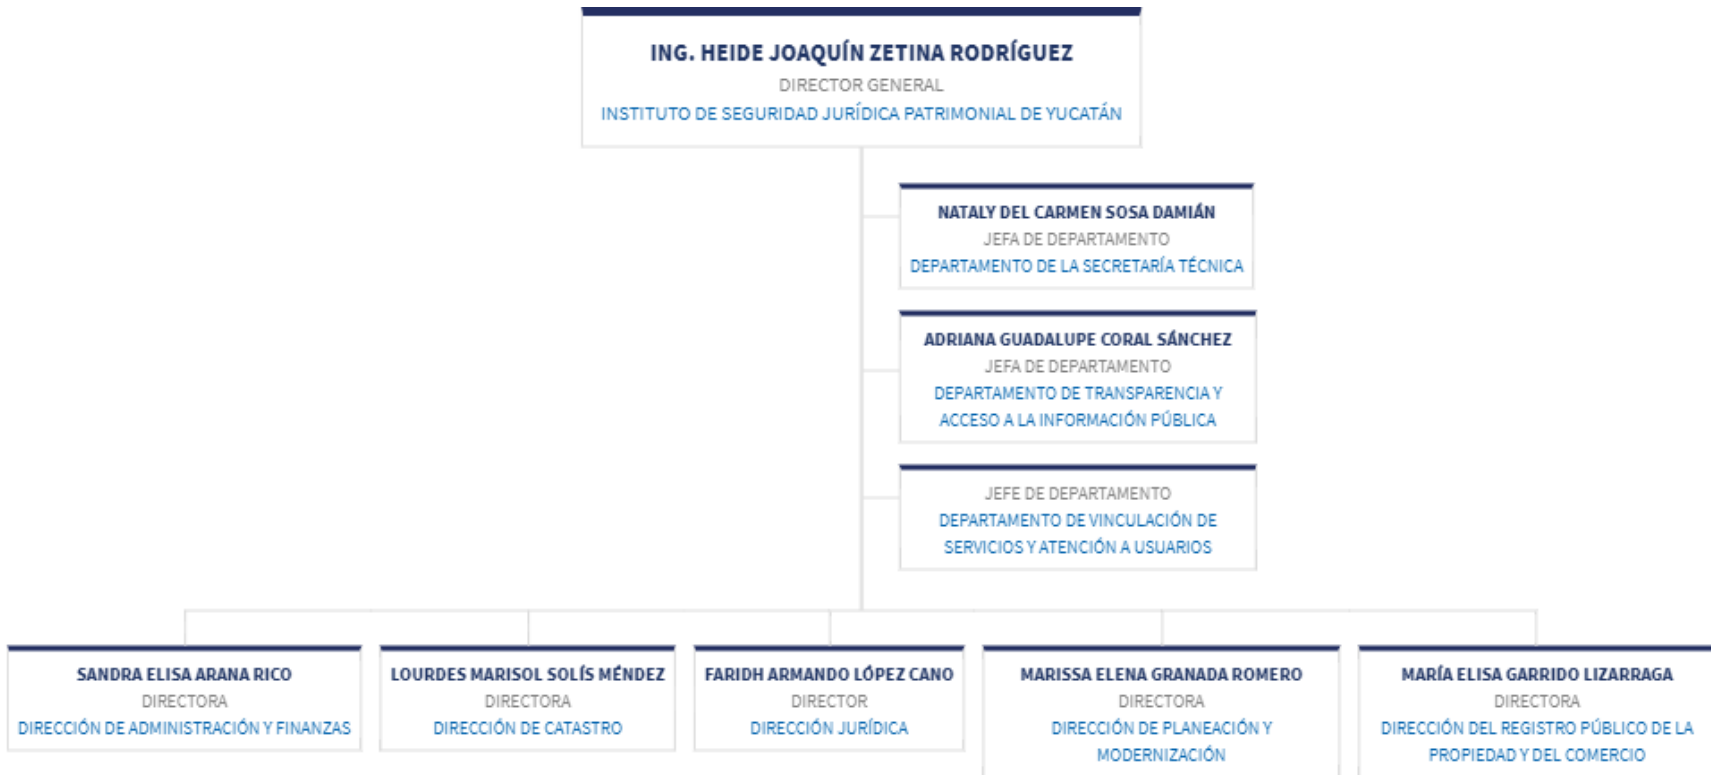 ING. HEIDE JOAQUÍN ZETINA RODRÍGUEZ
DIRECTOR GENERAL
INSTITUTO DE SEGURIDAD JURÍDICA PATRIMONIAL DE YUCATÁN
NATALY DEL CARMEN SOSA DAMIÁN
JEFA DE DEPARTAMENTO
DEPARTAMENTO DE LA SECRETARÍA TÉCNICA
ADRIANA GUADALUPE CORAL SÁNCHEZ
JEFA DE DEPARTAMENTO
DEPARTAMENTO DE TRANSPARENCIA Y
ACCESO A LA INFORMACIÓN PÚBLICA
JEFE DE DEPARTAMENTO
DEPARTAMENTO DE VINCULACIÓN DE
SERVICIOS Y ATENCIÓN A USUARIOS
SANDRA ELISA ARANA RICO
DIRECTORA
DIRECCIÓN DE ADMINISTRACIÓN Y FINANZAS
LOURDES MARISOL SOLÍS MÉNDEZ
DIRECTORA
DIRECCIÓN DE CATASTRO
FARIDH ARMANDO LÓPEZ CANO
DIRECTOR
DIRECCIÓN JURÍDICA
MARISSA ELENA GRANADA ROMERO
DIRECTORA
DIRECCIÓN DE PLANEACIÓN Y
MODERNIZACIÓN
MARÍA ELISA GARRIDO LIZARRAGA
DIRECTORA
DIRECCIÓN DEL REGISTRO PÚBLICO DE LA
PROPIEDAD Y DEL COMERCIO